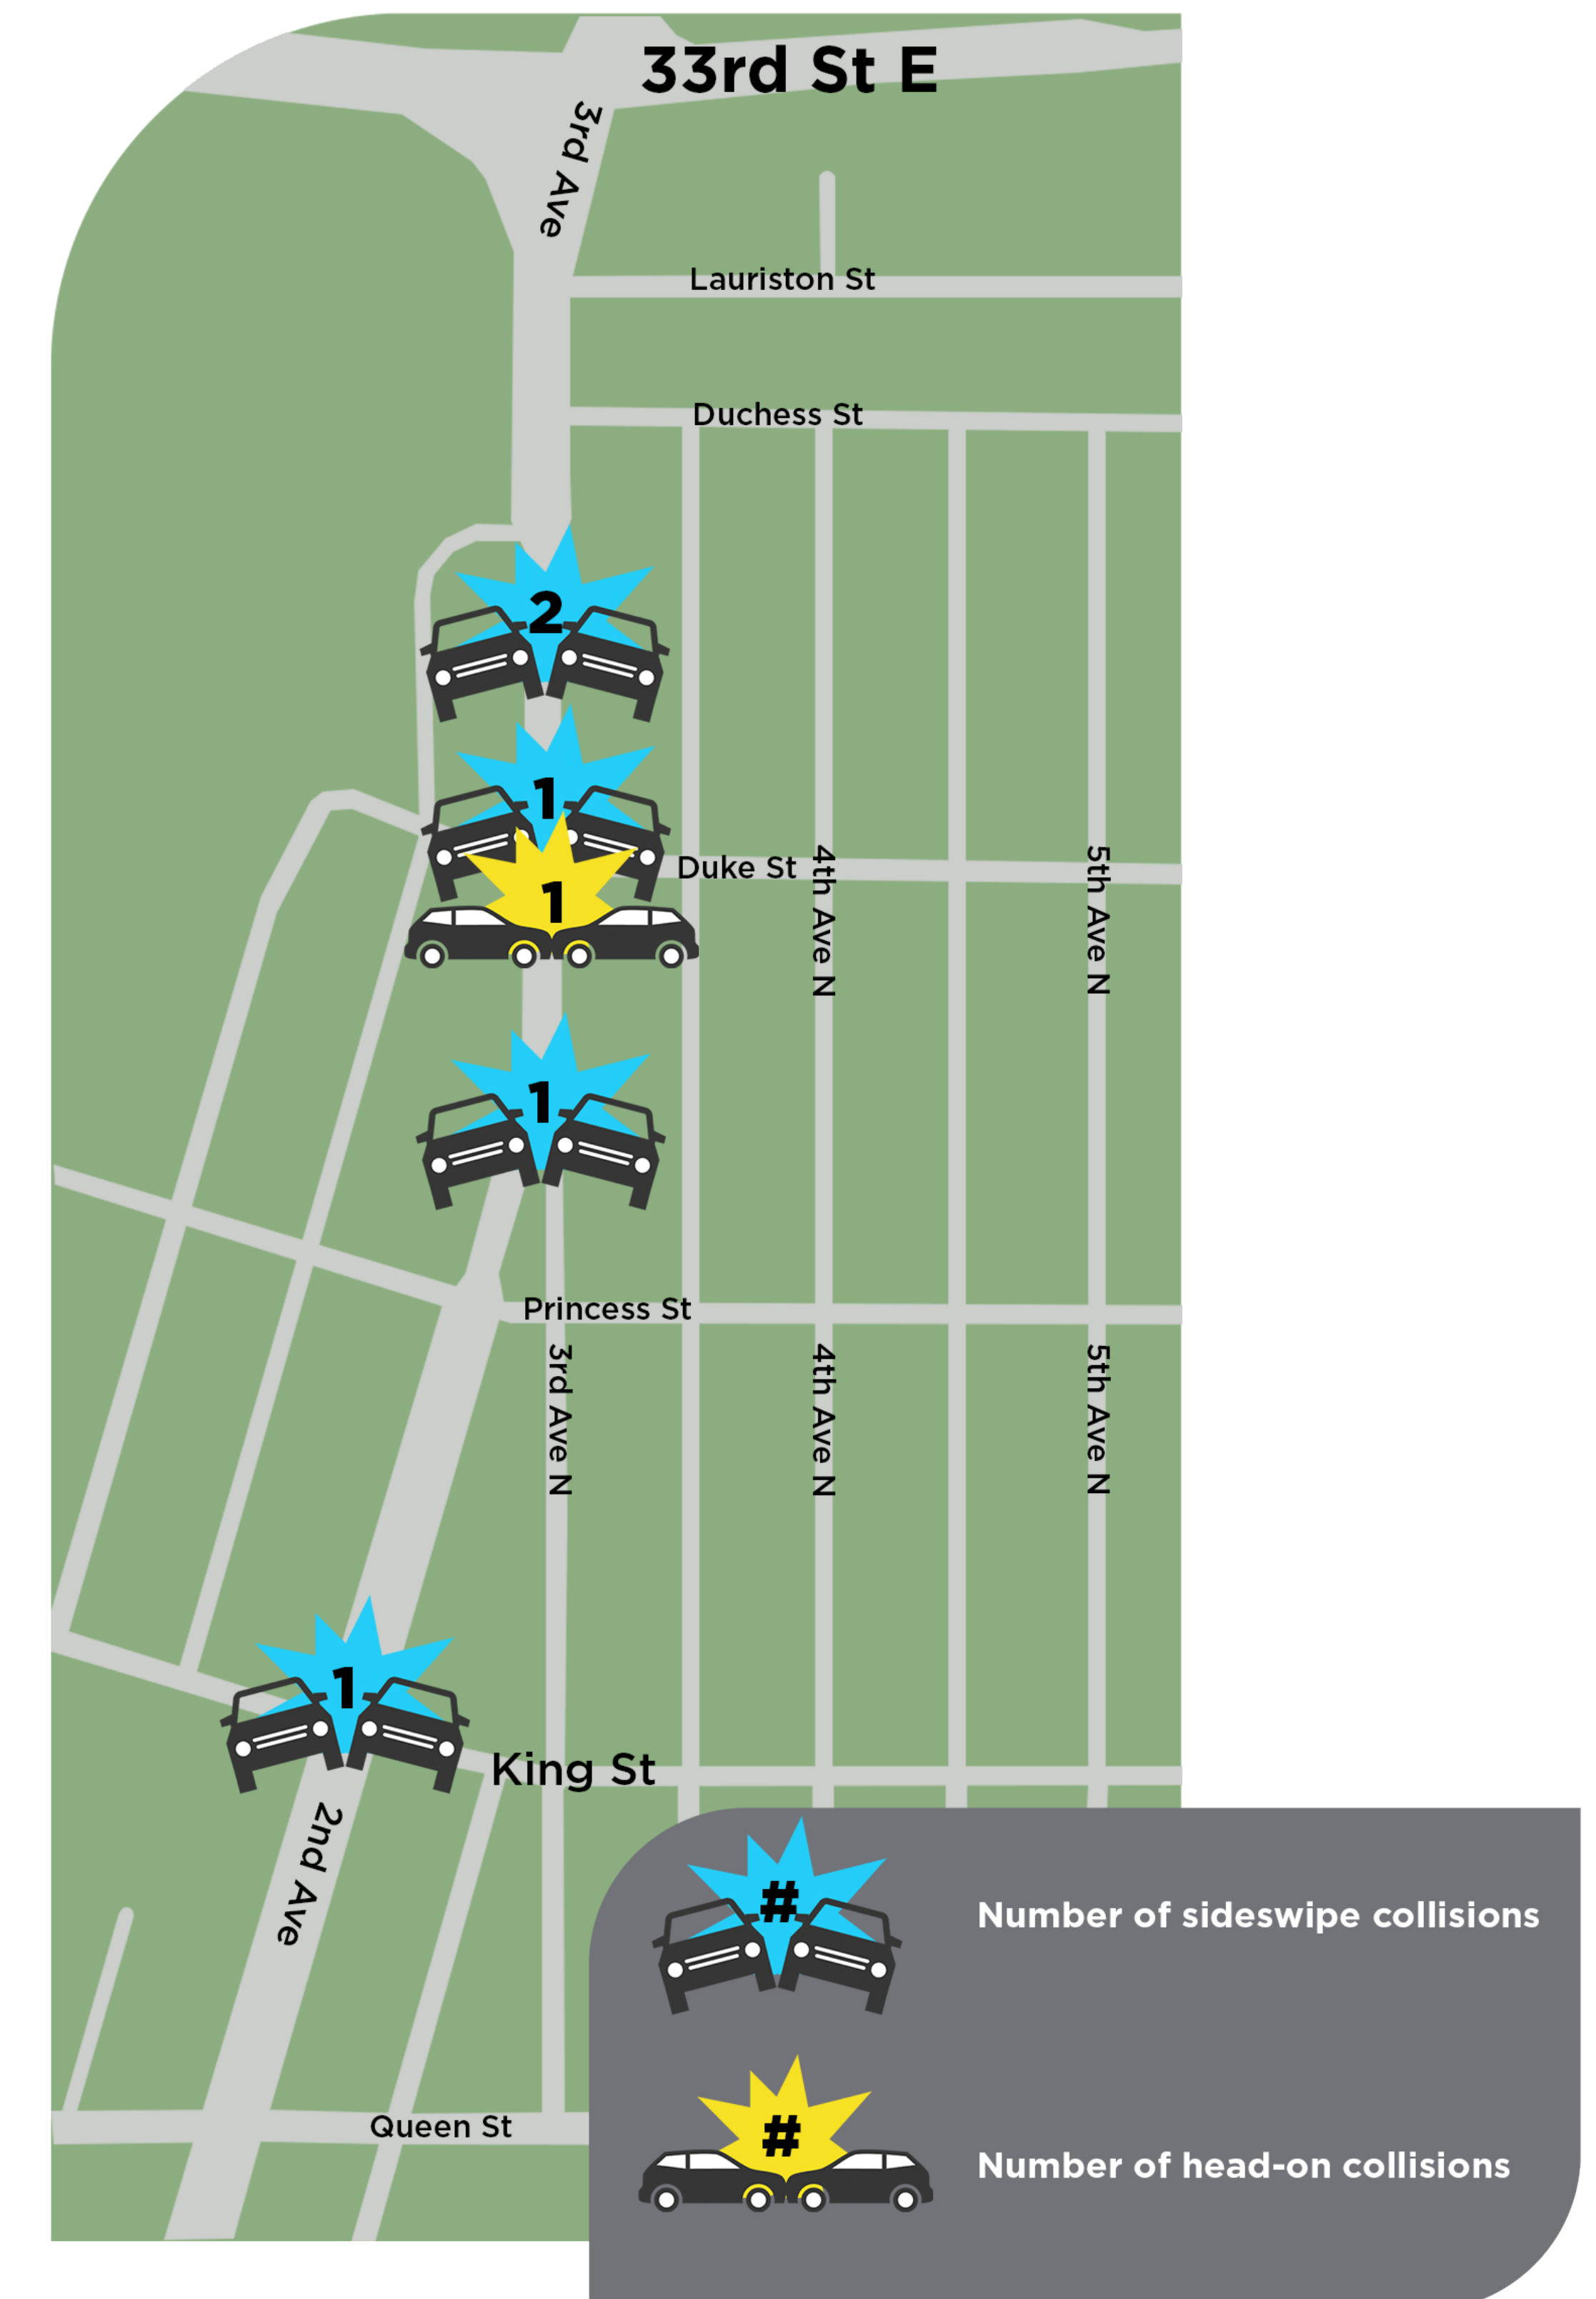 33rd St E
3rd Ave
Lauriston St
Duchess St
2
1
Duke St
4th Ave N
5th Ave N
1
1
Princess St
3rd Ave N
4th Ave N
5th Ave N
1
King St
2nd Ave
#
Number of sideswipe collisions
Queen St
#
Number of head-on collisions